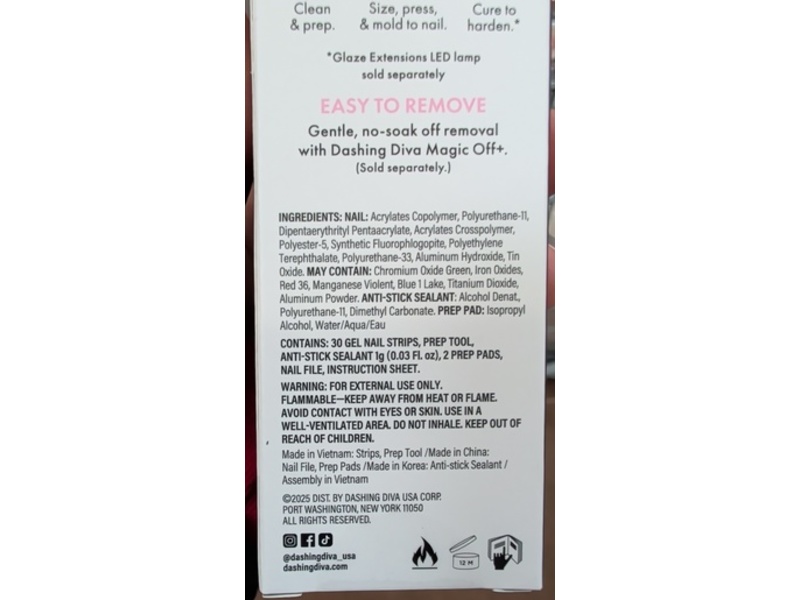 Clean
& prep.
Size, press,
& mold to nail.
Cure to
harden.*
*Glaze Extensions LED lamp
sold separately
EASY TO REMOVE
Gentle, no-soak off removal
with Dashing Diva Magic Off+.
(Sold separately.)
INGREDIENTS: NAIL: Acrylates Copolymer, Polyurethane-11,
Dipentaerythrityl Pentaacrylate, Acrylates Crosspolymer,
Polyester-5, Synthetic Fluorophlogopite, Polyethylene
Terephthalate, Polyurethane-33, Aluminum Hydroxide, Tin
Oxide. MAY CONTAIN: Chromium Oxide Green, Iron Oxides,
Red 36, Manganese Violent, Blue 1 Lake, Titanium Dioxide,
Aluminum Powder. ANTI-STICK SEALANT: Alcohol Denat.,
Polyurethane-11, Dimethyl Carbonate. PREP PAD: Isopropyl
Alcohol, Water/Aqua/Eau
CONTAINS: 30 GEL NAIL STRIPS, PREP TOOL,
ANTI-STICK SEALANT 1g (0.03 Fl. oz), 2 PREP PADS,
NAIL FILE, INSTRUCTION SHEET.
WARNING: FOR EXTERNAL USE ONLY.
FLAMMABLE—KEEP AWAY FROM HEAT OR FLAME.
AVOID CONTACT WITH EYES OR SKIN. USE IN A
WELL-VENTILATED AREA. DO NOT INHALE. KEEP OUT OF
REACH OF CHILDREN.
Made in Vietnam: Strips, Prep Tool /Made in China:
Nail File, Prep Pads /Made in Korea: Anti-stick Sealant /
Assembly in Vietnam
©2025 DIST. BY DASHING DIVA USA CORP.
PORT WASHINGTON, NEW YORK 11050
ALL RIGHTS RESERVED.
@dashingdiva_usa
dashingdiva.com
12 M